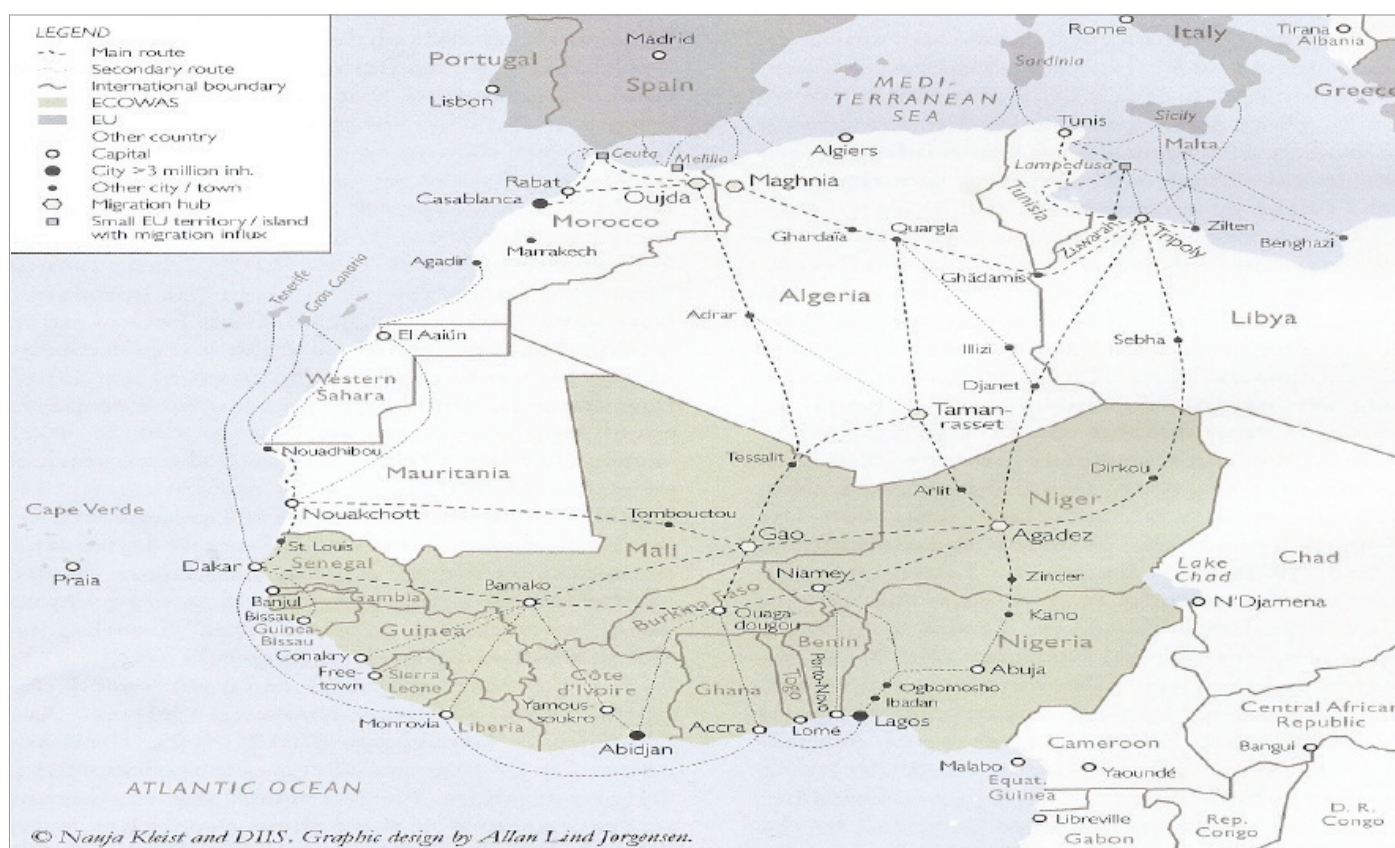 LEGEND
Main route
Secondary route
International boundary
ECOWAS
EU
Other country
Capital
City >3 million inh.
Other city / town
Migration hub
Small EU territory / island
with migration influx
Portugal
Lisbon
Madrid
Spain
MEDI-
TERRANEAN
SEA
Sardinia
Rome
Italy
Tirana
Albania
Greece
Sicily
Malta
Tunis
Lampedusa
Tunisia
Algiers
Ceuta
Melilla
Rabat
Casablanca
Oujda
Maghnia
Morocco
Marrakech
Agadir
Ghardaïa
Quargla
Ghādamis
Zuwarah
Tripoly
Zilten
Benghazi
Tenerife
Gran Canaria
El Aaiún
Western
Sahara
Adrar
Algeria
Illizi
Djanet
Sebha
Libya
Taman-
rasset
Nouadhibou
Mauritania
Nouakchott
Tessalit
Arlit
Niger
Dirkou
Cape Verde
Praia
St. Louis
Senegal
Dakar
Tombouctou
Mali
Gao
Agadez
Chad
Lake
Chad
N'Djamena
Banjul
Gambia
Bissau
Guinea-
Bissau
Bamako
Niamey
Zinder
Kano
Burkina Faso
Ouaga-
dougou
Guinea
Conakry
Free-
town
Sierra
Leone
Côte
d'Ivoire
Yamous-
soukro
Ghana
Togo
Benin
Porto-Novo
Nigeria
Abuja
Ogbomosho
Ibadan
Lagos
Monrovia
Liberia
Abidjan
Accra
Lomé
Central African
Republic
Bangui
Cameroon
Yaoundé
Malabo
Equat.
Guinea
Libreville
Gabon
Rep.
Congo
D. R.
Congo
ATLANTIC OCEAN
© Nauja Kleist and DIIS. Graphic design by Allan Lind Jørgensen.